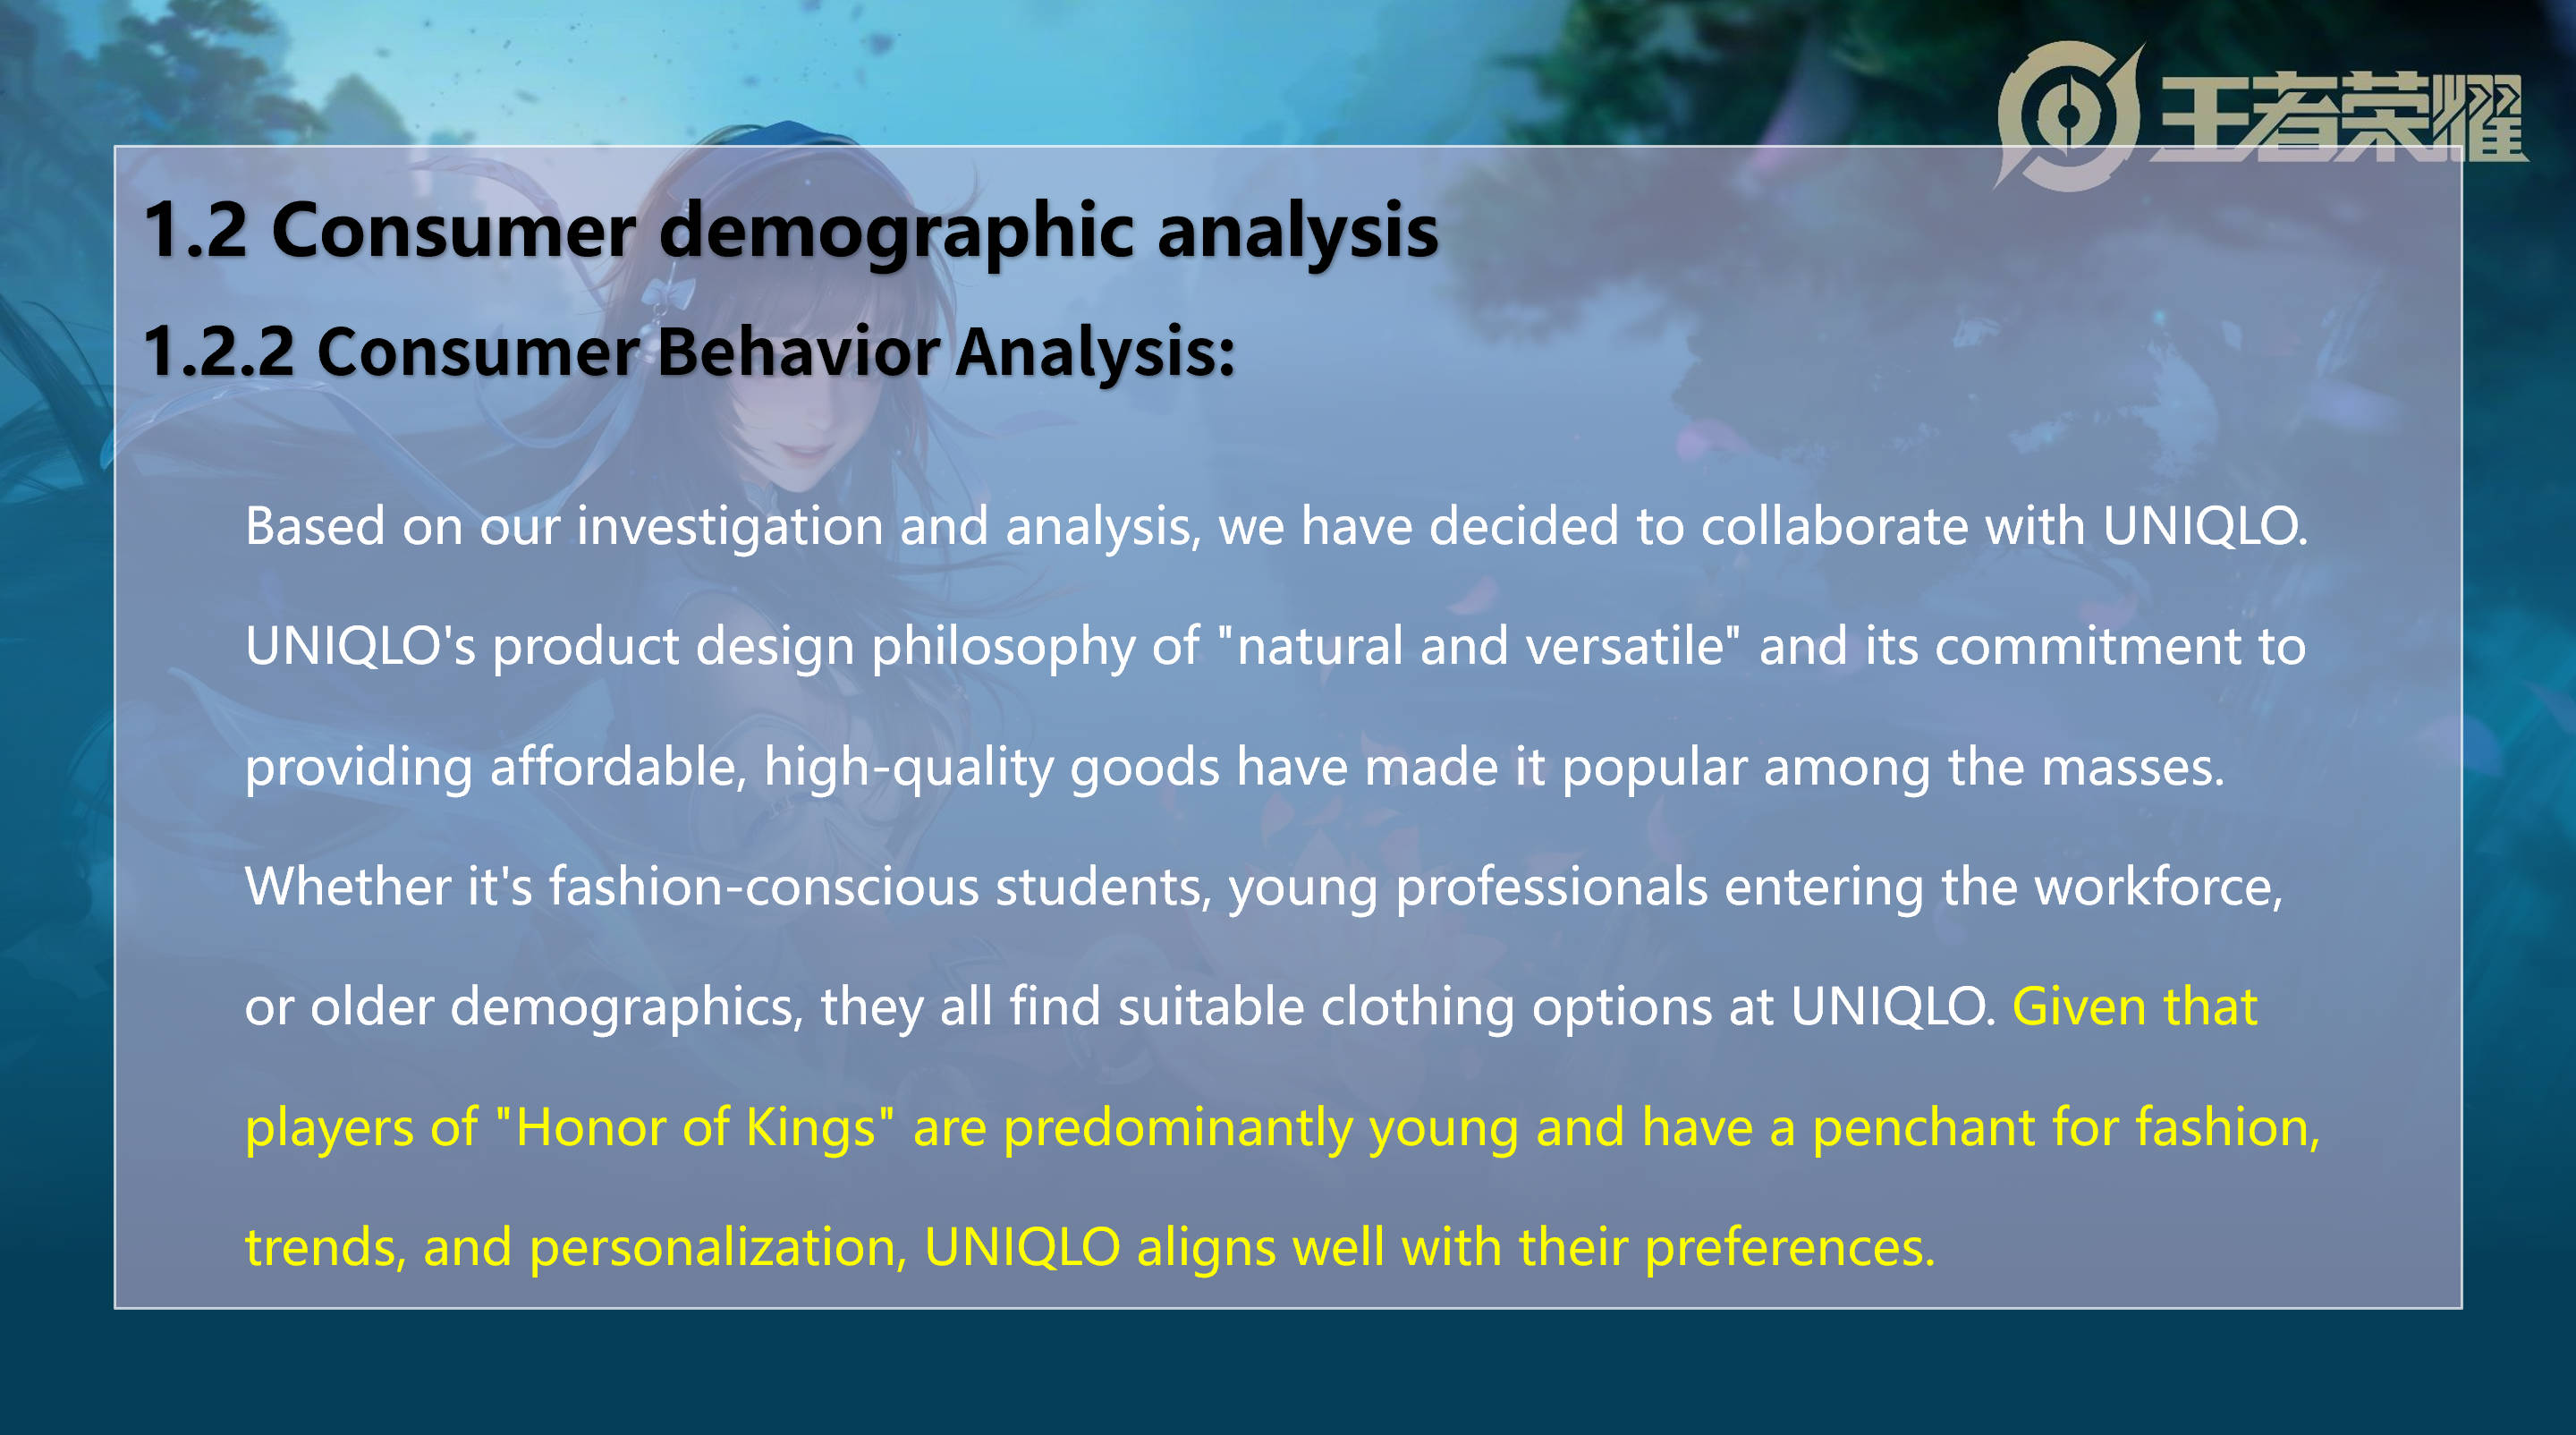 王者荣耀
1.2 Consumer demographic analysis
1.2.2 Consumer Behavior Analysis:
Based on our investigation and analysis, we have decided to collaborate with UNIQLO.
UNIQLO's product design philosophy of "natural and versatile" and its commitment to
providing affordable, high-quality goods have made it popular among the masses.
Whether it's fashion-conscious students, young professionals entering the workforce,
or older demographics, they all find suitable clothing options at UNIQLO. Given that
players of "Honor of Kings" are predominantly young and have a penchant for fashion,
trends, and personalization, UNIQLO aligns well with their preferences.